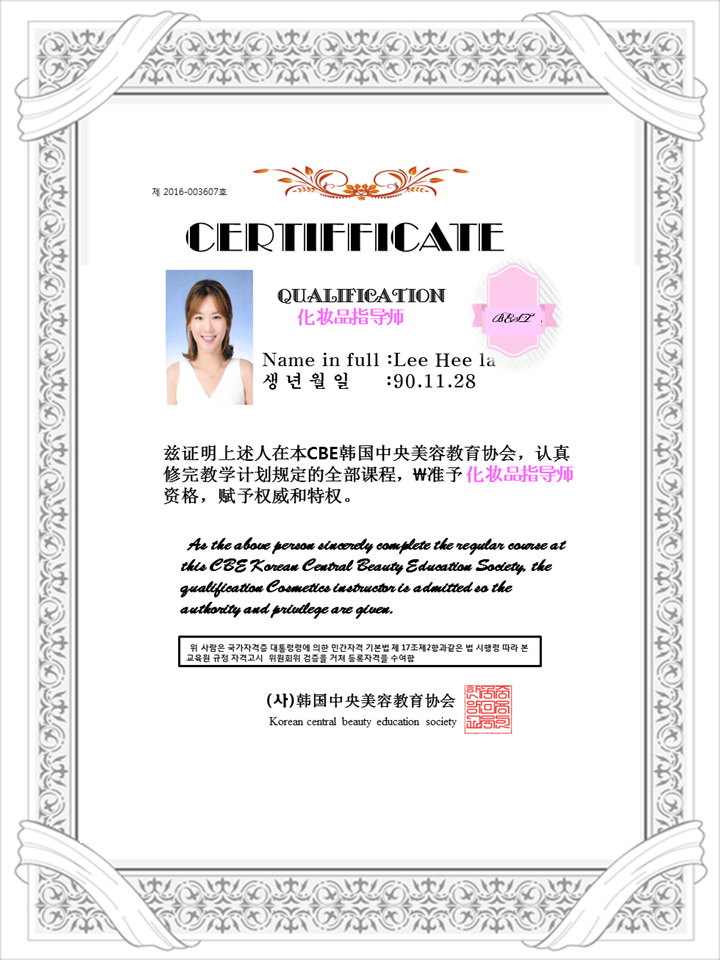 제 2016-003607호
CERTIFFICATE
QUALIFICATION
化妆品指导师
BEST
Name in full :Lee Hee la
생년월일 :90.11.28
兹证明上述人在本CBE韩国中央美容教育协会，认真
修完教学计划规定的全部课程，₩准予 化妆品指导师
资格，赋予权威和特权。
As the above person sincerely complete the regular course at
this CBE Korean Central Beauty Education Society, the
qualification Cosmetics instructor is admitted so the
authority and privilege are given.
위 사람은 국가자격증 대통령령에 의한 민간자격 기본법 제 17조제2항과같은 법 시행령 따라 본
교육원 규정 자격고시 위원회위 검증을 거쳐 등록자격을 수여함
(사)韩国中央美容教育协会
Korean central beauty education society